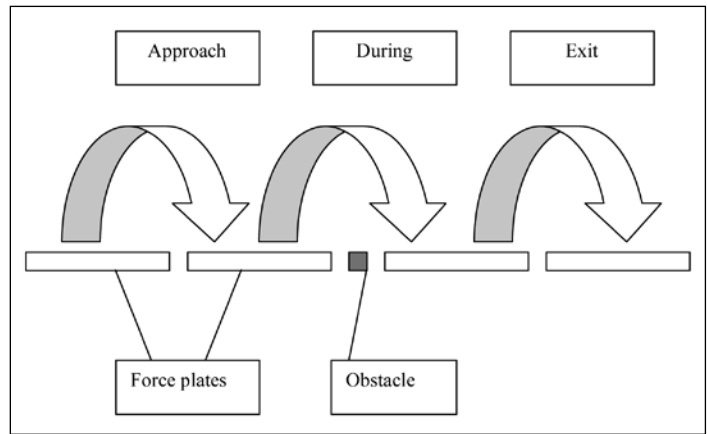 Approach
During
Exit
Force plates
Obstacle